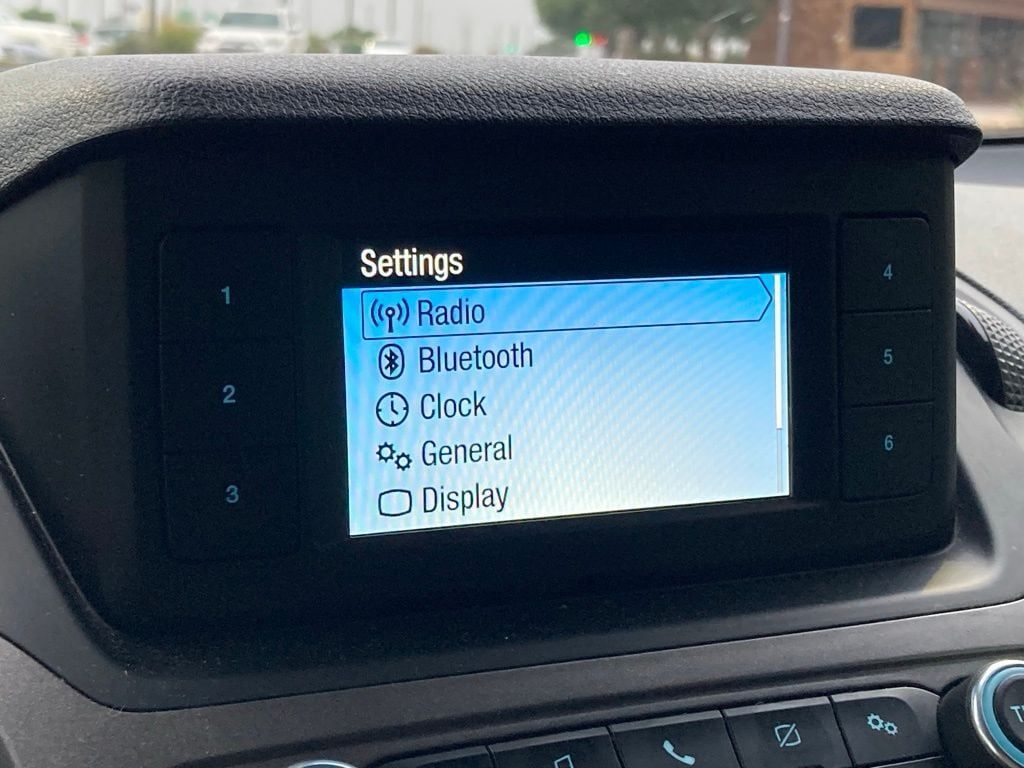 Settings
Radio
Bluetooth
Clock
General
Display
1
2
3
4
5
6